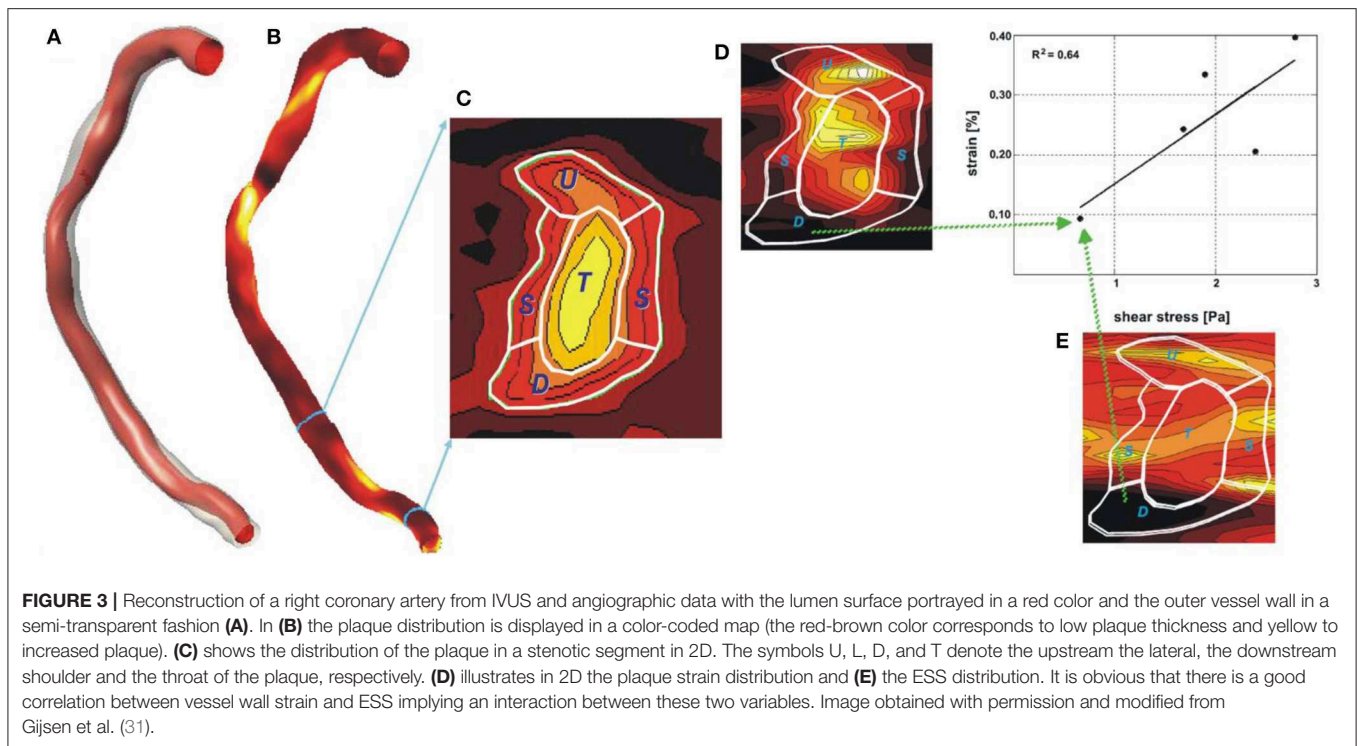 A
B
C
U
T
S
S
D
D
U
T
S
S
D
R² = 0.64
0.40
0.30
0.20
0.10
strain [%]
1
2
3
shear stress [Pa]
E
U
T
S
S
D
FIGURE 3 | Reconstruction of a right coronary artery from IVUS and angiographic data with the lumen surface portrayed in a red color and the outer vessel wall in a
semi-transparent fashion (A). In (B) the plaque distribution is displayed in a color-coded map (the red-brown color corresponds to low plaque thickness and yellow to
increased plaque). (C) shows the distribution of the plaque in a stenotic segment in 2D. The symbols U, L, D, and T denote the upstream the lateral, the downstream
shoulder and the throat of the plaque, respectively. (D) illustrates in 2D the plaque strain distribution and (E) the ESS distribution. It is obvious that there is a good
correlation between vessel wall strain and ESS implying an interaction between these two variables. Image obtained with permission and modified from
Gijsen et al. (31).